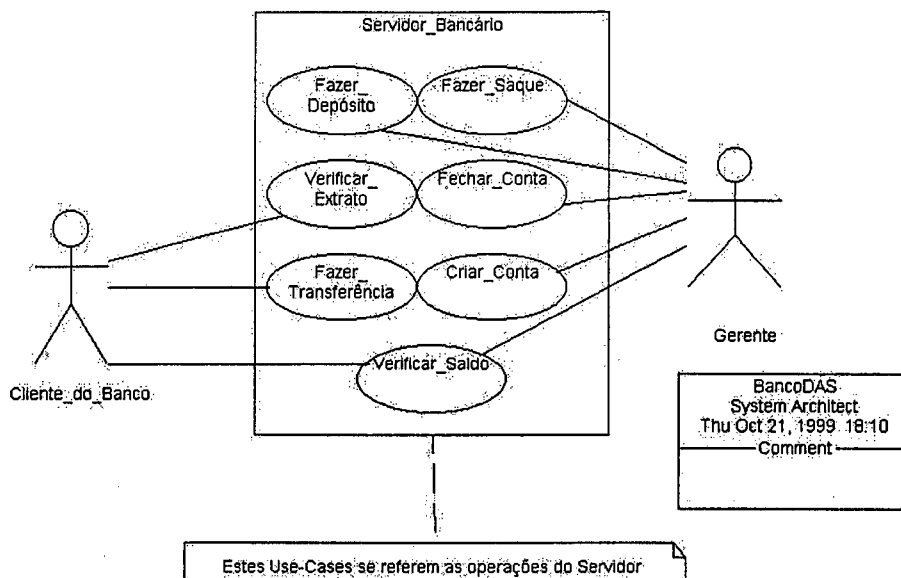 Servidor_Bancário
Fazer_
Depósito
Fazer_Saque
Verificar_
Extrato
Fechar_Conta
Fazer_
Transferência
Criar_Conta
Verificar_Saldo
Cliente_do_Banco
Gerente
BancoDAS
System Architect
Thu Oct 21, 1999 18:10
Comment
Estes Use-Cases se referem as operações do Servidor